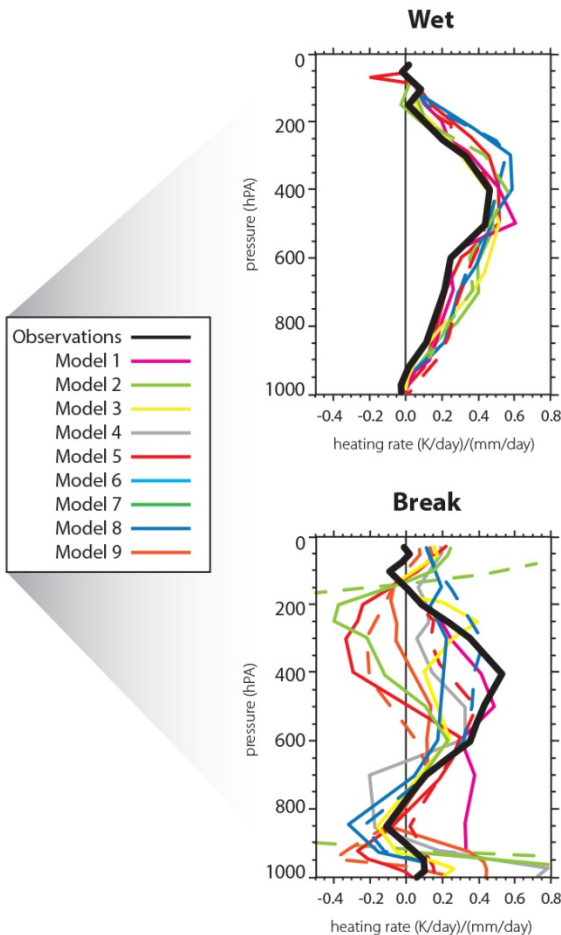 Wet
0
200
400
600
800
1000
pressure (hPA)
-0.4 -0.2 0.0 0.2 0.4 0.6 0.8
heating rate (K/day)/(mm/day)
Observations
Model 1
Model 2
Model 3
Model 4
Model 5
Model 6
Model 7
Model 8
Model 9
Break
0
200
400
600
800
1000
pressure (hPA)
-0.4 -0.2 0.0 0.2 0.4 0.6 0.8
heating rate (K/day)/(mm/day)